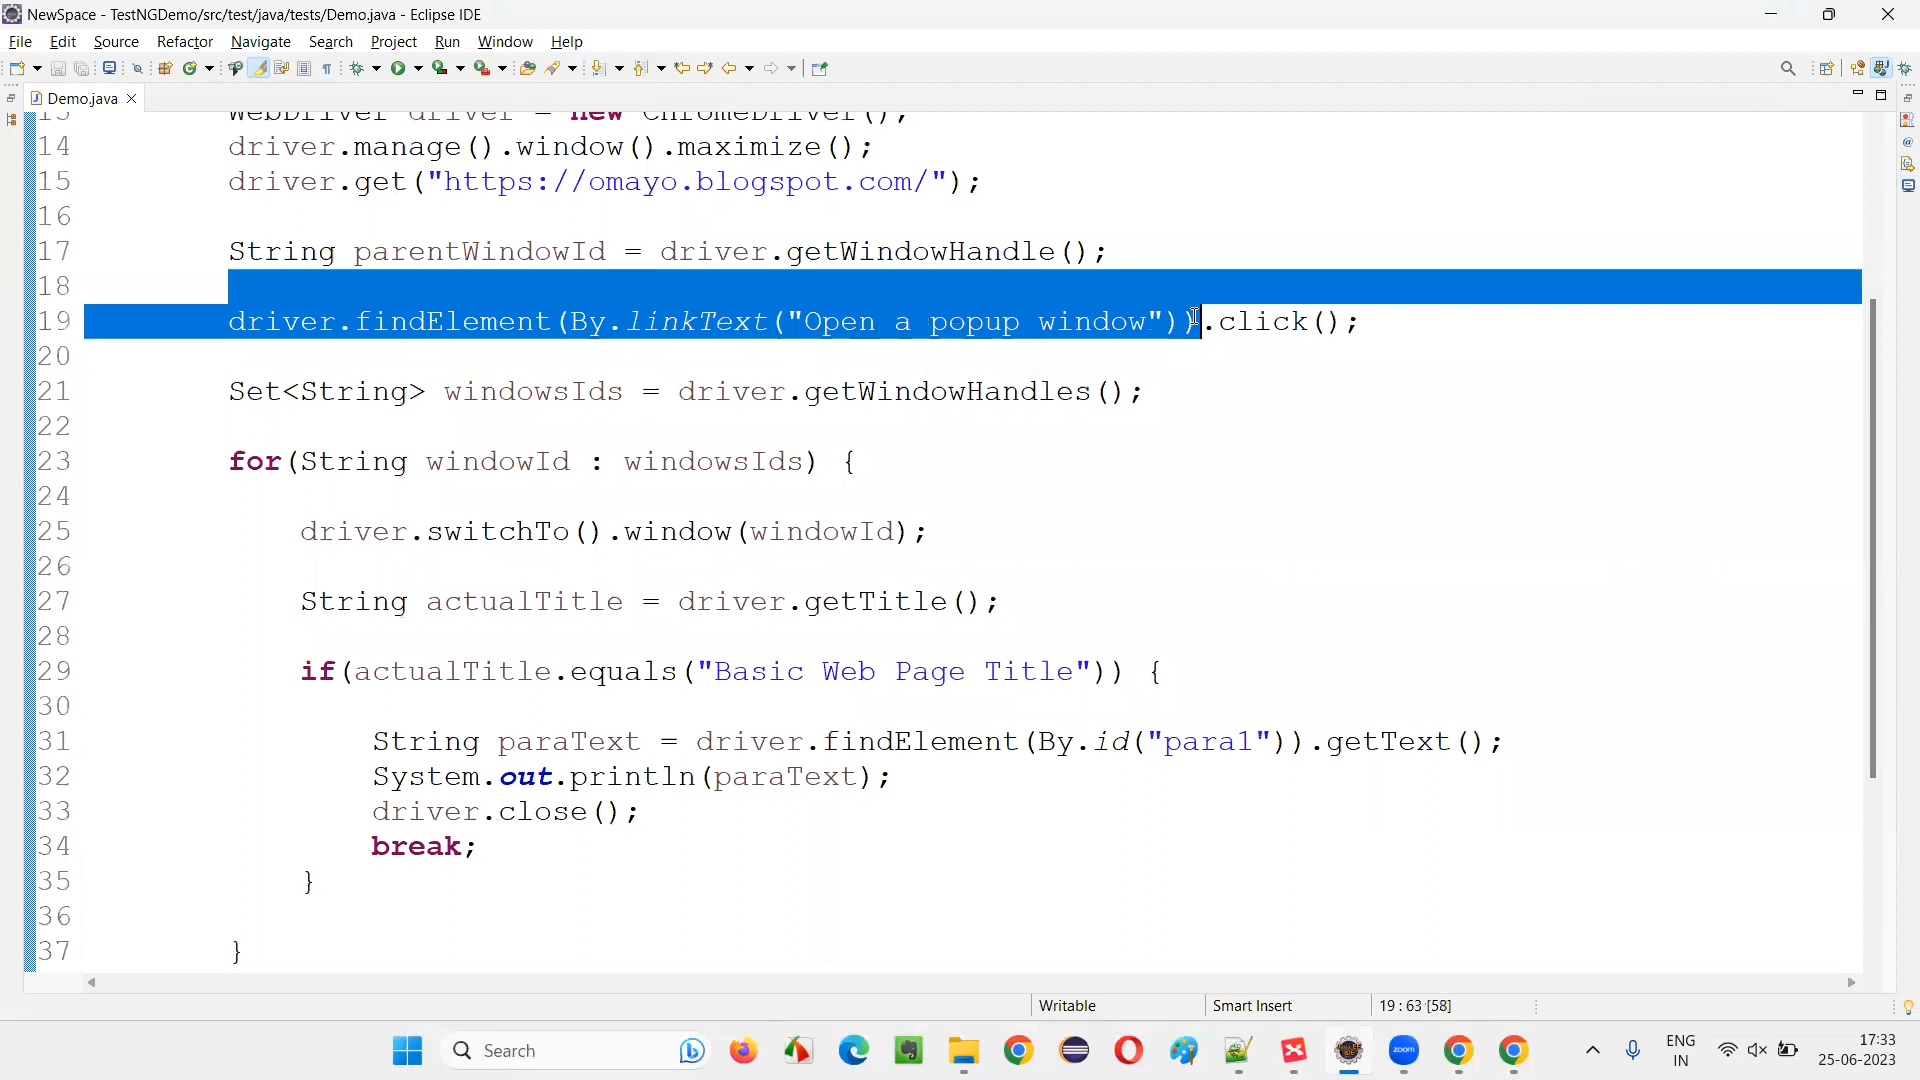 NewSpace - TestNGDemo/src/test/java/tests/Demo.java - Eclipse IDE
File Edit Source Refactor Navigate Search Project Run Window Help
Demo.java
13 WebDriver driver = new ChromeDriver();
14 driver.manage().window().maximize();
15 driver.get("https://omayo.blogspot.com/");
16
17 String parentWindowId = driver.getWindowHandle();
18
19 driver.findElement(By.linkText("Open a popup window")).click();
20
21 Set<String> windowsIds = driver.getWindowHandles();
22
23 for(String windowId : windowsIds) {
24
25 driver.switchTo().window(windowId);
26
27 String actualTitle = driver.getTitle();
28
29 if(actualTitle.equals("Basic Web Page Title")) {
30
31 String paraText = driver.findElement(By.id("para1")).getText();
32 System.out.println(paraText);
33 driver.close();
34 break;
35 }
36
37 }
Writable Smart Insert 19 : 63 [58]
Search zoom ENG 17:33
IN 25-06-2023